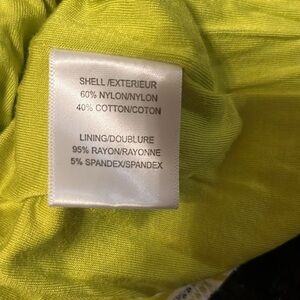 SHELL /EXTERIEUR
60% NYLON/NYLON
40% COTTON/COTON
LINING/DOUBLURE
95% RAYON/RAYONNE
5% SPANDEX/SPANDEX